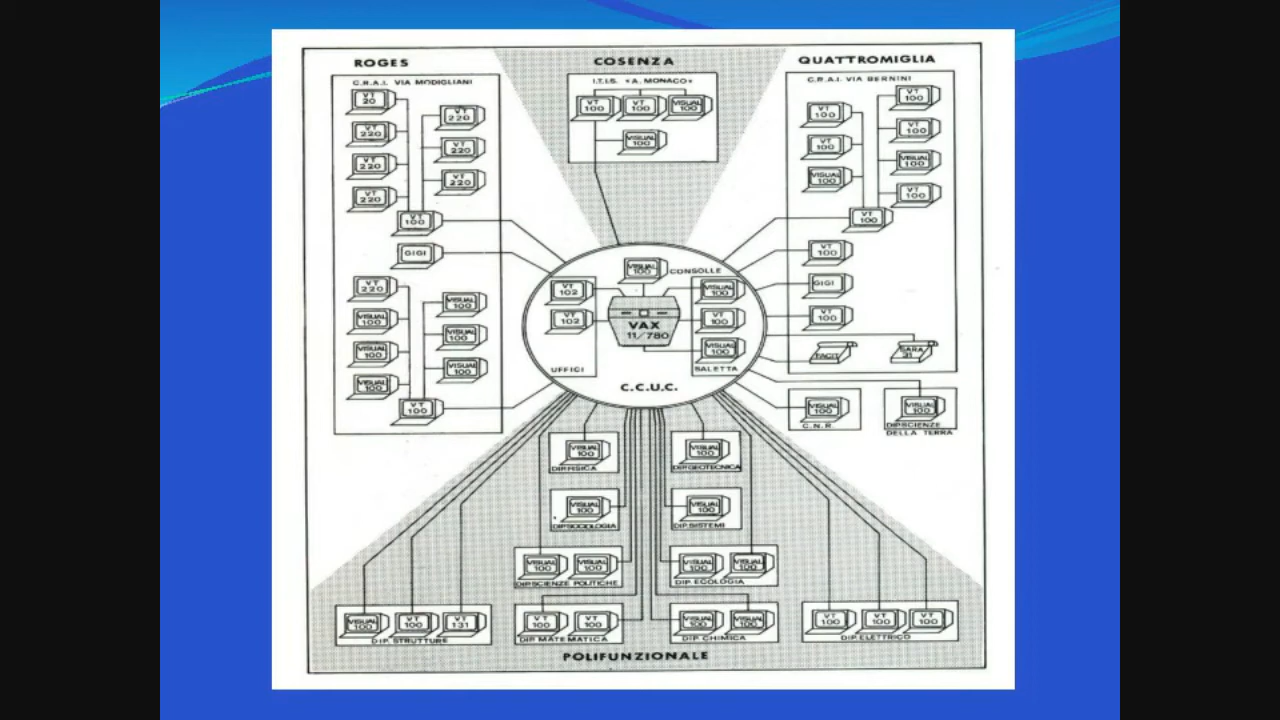 ROGES
C.R.A.I. VIA MODIGLIANI
VT 20
VT 220
VT 220
VT 220
VT 220
VT 220
VT 220
VT 100
GIGI
VT 220
VISUAL 100
VISUAL 100
VISUAL 100
VISUAL 100
VISUAL 100
VISUAL 100
VT 100
COSENZA
I.T.I.S. «A. MONACO»
VT 100
VT 100
VISUAL 100
VISUAL 100
QUATTROMIGLIA
C.R.A.I. VIA BERNINI
VT 100
VT 100
VISUAL 100
VT 100
VT 100
VISUAL 100
VT 100
VT 100
VT 100
GIGI
VT 100
FACIT
SARA 31
VISUAL 100
C.N.R.
VISUAL 100
DIP.SCIENZE
DELLA TERRA
VISUAL 100
CONSOLLE
VT 102
VT 102
UFFICI
VAX
11/780
VISUAL 100
VT 100
VISUAL 100
SALETTA
C.C.U.C.
VISUAL 100
DIP.FISICA
VISUAL 100
DIP.GEOTECNICA
VISUAL 100
DIP.SOCIOLOGIA
VISUAL 100
DIP.SISTEMI
VISUAL 100
VISUAL 100
DIP.SCIENZE POLITICHE
VISUAL 100
VISUAL 100
DIP. ECOLOGIA
VISUAL 100
VT 100
VT 131
DIP. STRUTTURE
VT 100
VT 100
DIP. MATEMATICA
VISUAL 100
VISUAL 100
DIP. CHIMICA
VT 100
VT 100
VT 100
DIP. ELETTRICO
POLIFUNZIONALE